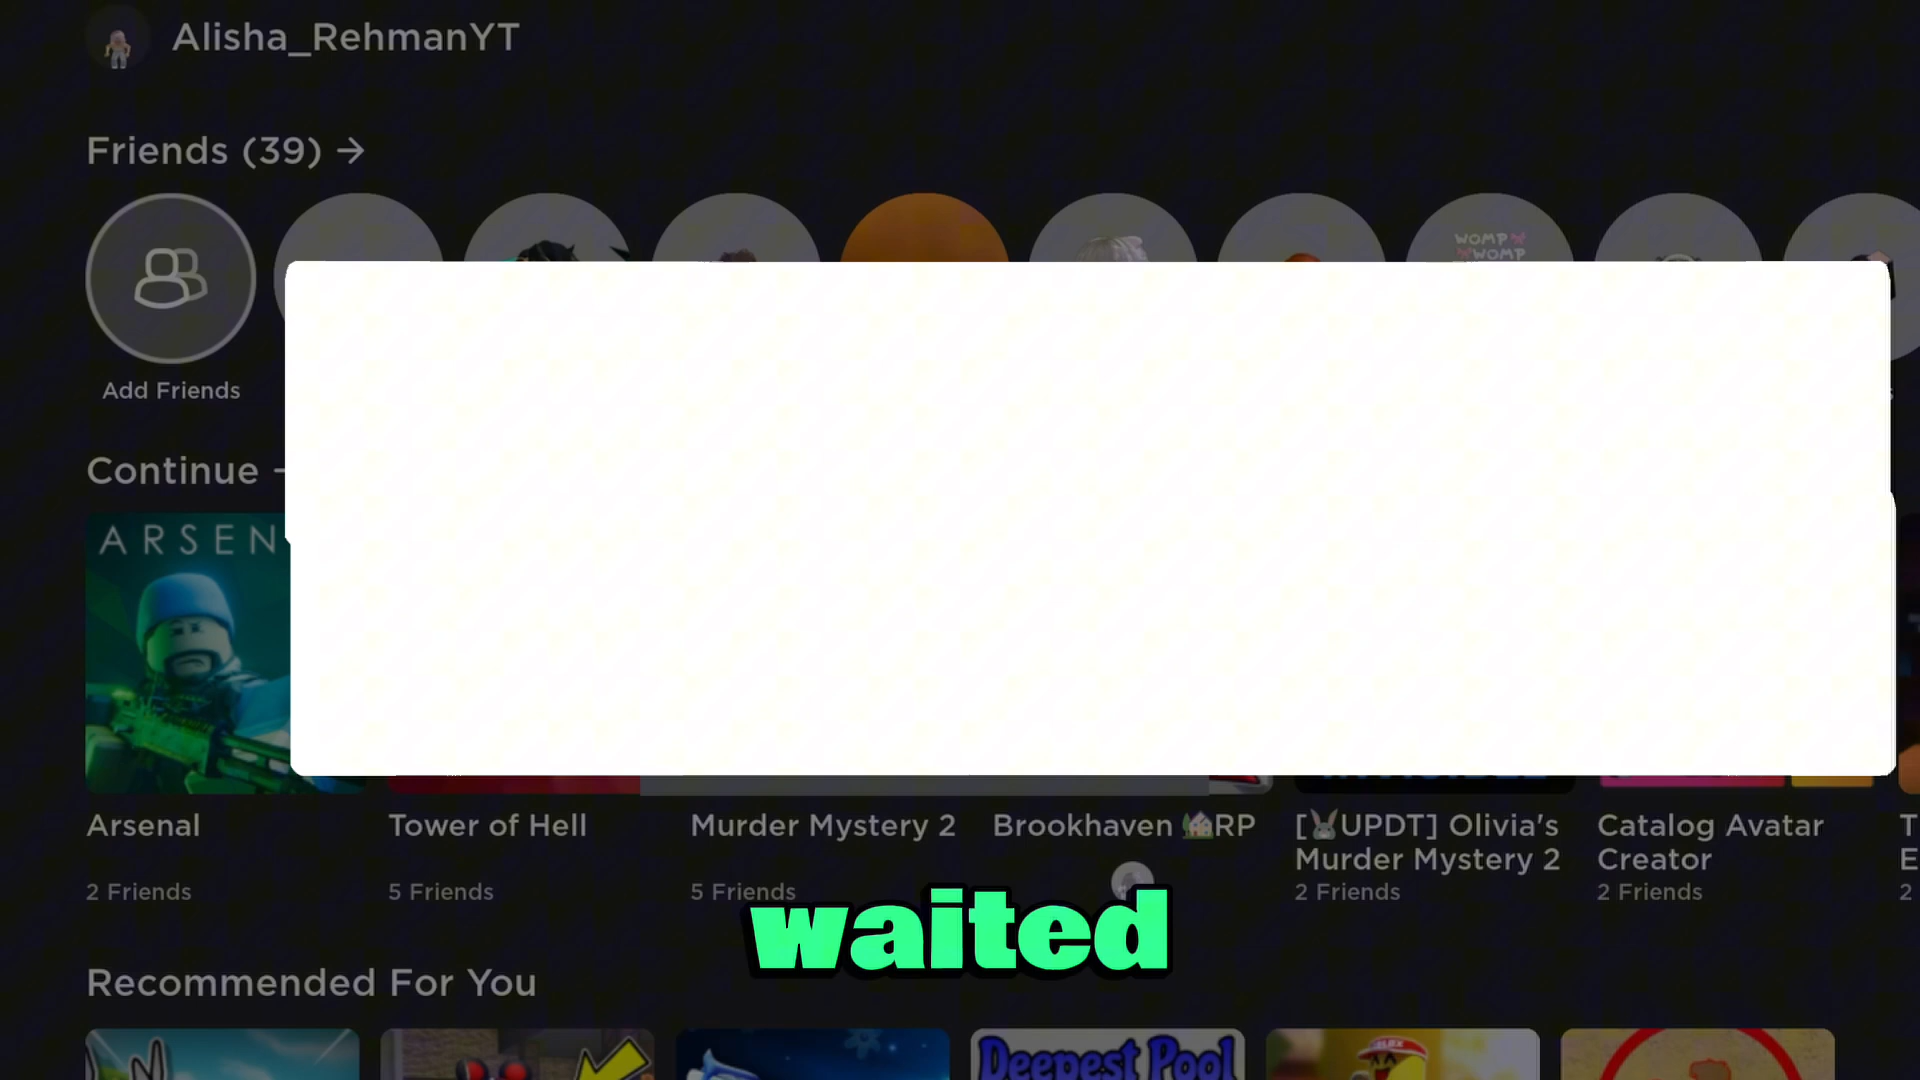 Alisha_RehmanYT
Friends (39) →
WOMP
WOMP
Add Friends
Continue
ARSEN
Arsenal
Tower of Hell
Murder Mystery 2
Brookhaven 🏡RP
[🐰UPDT] Olivia's
Murder Mystery 2
Catalog Avatar
Creator
2 Friends
5 Friends
5 Friends
2 Friends
2 Friends
2
waited
Recommended For You
Deepest Pool